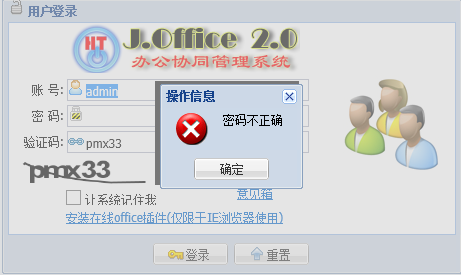 用户登录
HT J.Office 2.0
办公协同管理系统
账 号: admin
操作信息
密码不正确
确定
密 码:
验证码: pmx33
pmx33
让系统记住我
意见箱
安装在线office插件(仅限于IE浏览器使用)
登录 重置